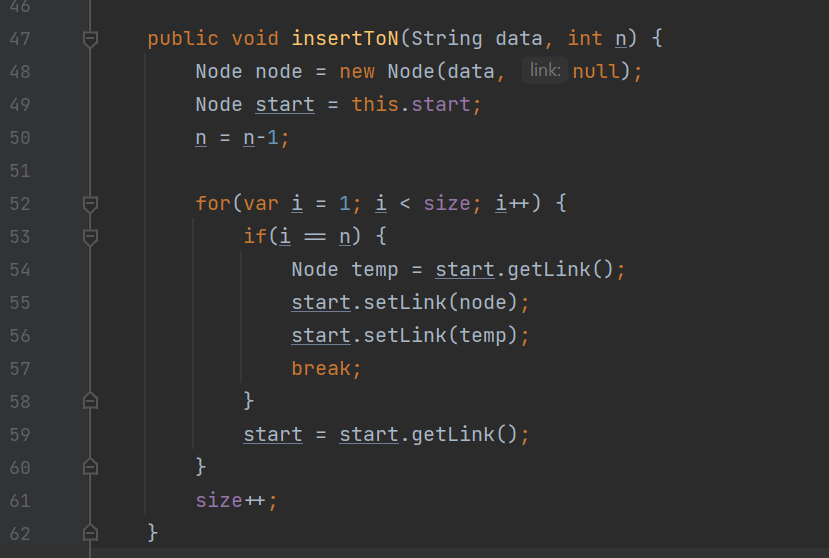 46
47 public void insertToN(String data, int n) {
48 Node node = new Node(data, link: null);
49 Node start = this.start;
50 n = n-1;
51
52 for(var i = 1; i < size; i++) {
53 if(i == n) {
54 Node temp = start.getLink();
55 start.setLink(node);
56 start.setLink(temp);
57 break;
58 }
59 start = start.getLink();
60 }
61 size++;
62 }